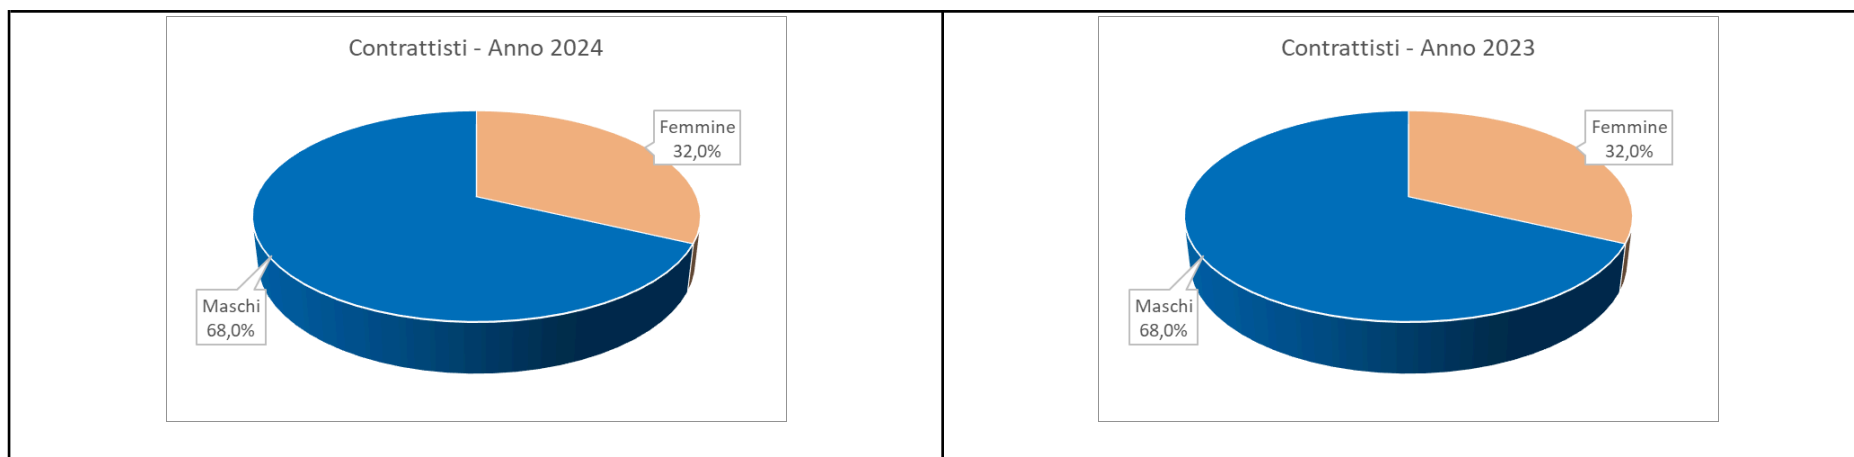 Contrattisti - Anno 2024
Femmine
32,0%
Maschi
68,0%
Contrattisti - Anno 2023
Femmine
32,0%
Maschi
68,0%